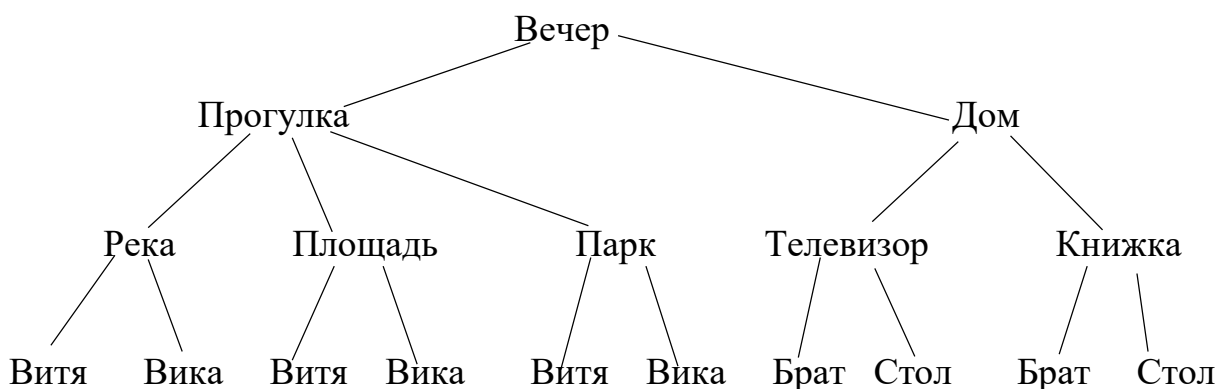 Вечер
Прогулка Дом
Река Площадь Парк Телевизор Книжка
Витя Вика Витя Вика Витя Вика Брат Стол Брат Стол